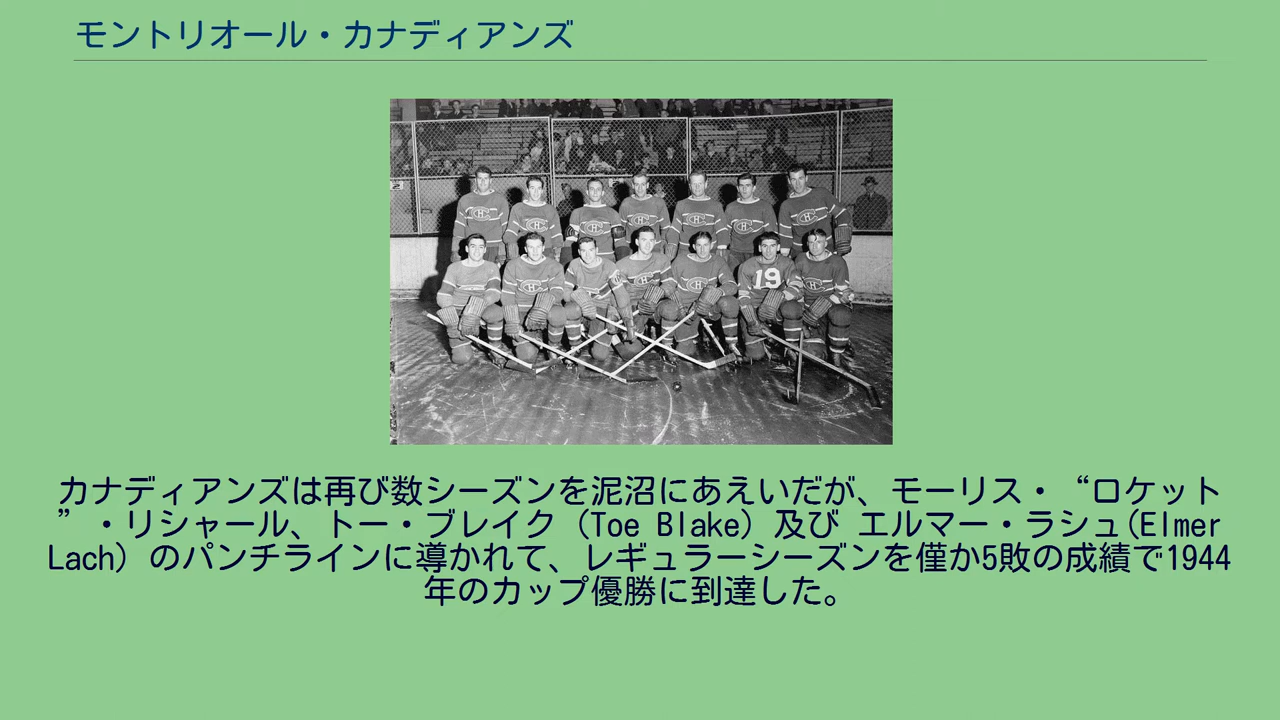 モントリオール・カナディアンズ
19
カナディアンズは再び数シーズンを泥沼にあえいだが、モーリス・“ロケット
”・リシャール、トー・ブレイク（Toe Blake）及び エルマー・ラシュ(Elmer
Lach）のパンチラインに導かれて、レギュラーシーズンを僅か5敗の成績で1944
年のカップ優勝に到達した。